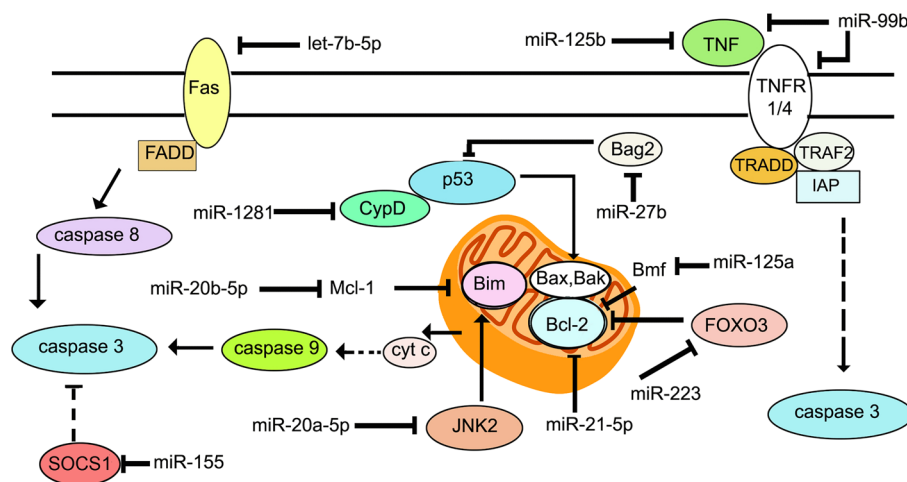 let-7b-5p
miR-125b
TNF
miR-99b
Fas
TNFR
1/4
FADD
Bag2
TRADD
TRAF2
IAP
p53
miR-1281
CypD
miR-27b
caspase 8
Bmf
miR-125a
miR-20b-5p
Mcl-1
Bim
Bax,Bak
Bcl-2
FOXO3
caspase 3
caspase 9
cyt c
miR-223
caspase 3
miR-20a-5p
JNK2
miR-21-5p
SOCS1
miR-155